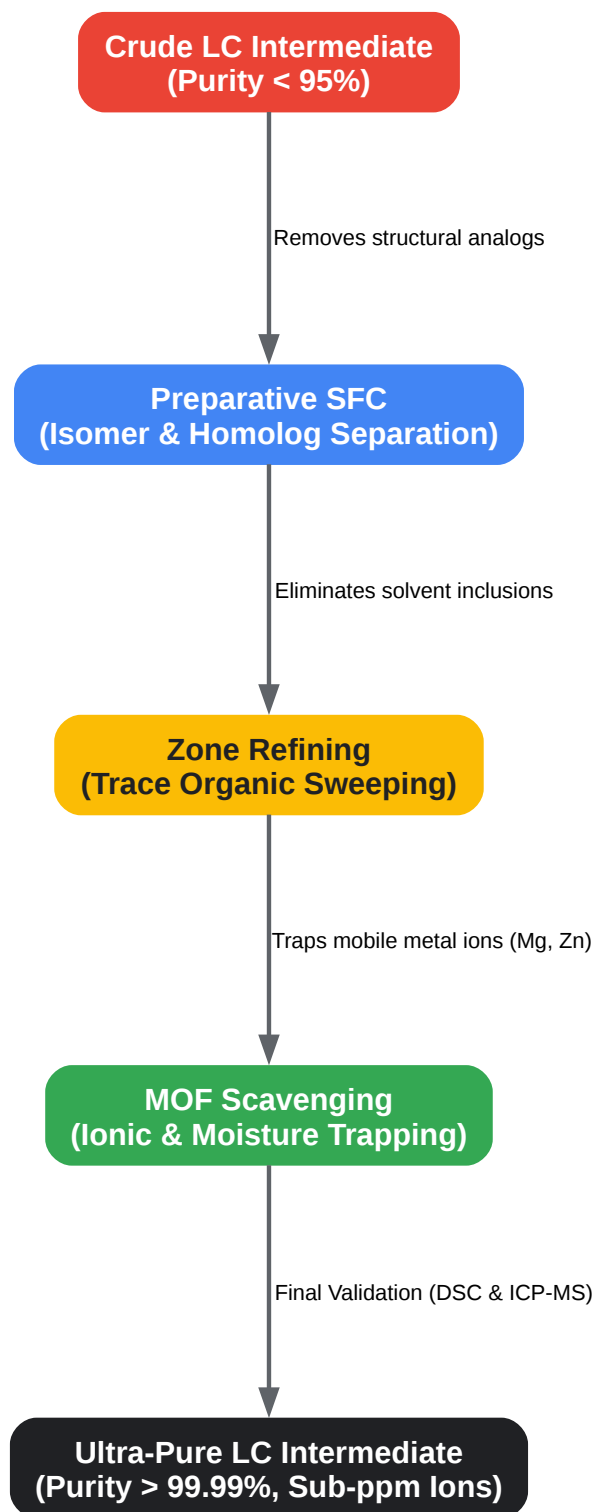 Crude LC Intermediate
(Purity < 95%)
Removes structural analogs
Preparative SFC
(Isomer & Homolog Separation)
Eliminates solvent inclusions
Zone Refining
(Trace Organic Sweeping)
Traps mobile metal ions (Mg, Zn)
MOF Scavenging
(Ionic & Moisture Trapping)
Final Validation (DSC & ICP-MS)
Ultra-Pure LC Intermediate
(Purity > 99.99%, Sub-ppm Ions)